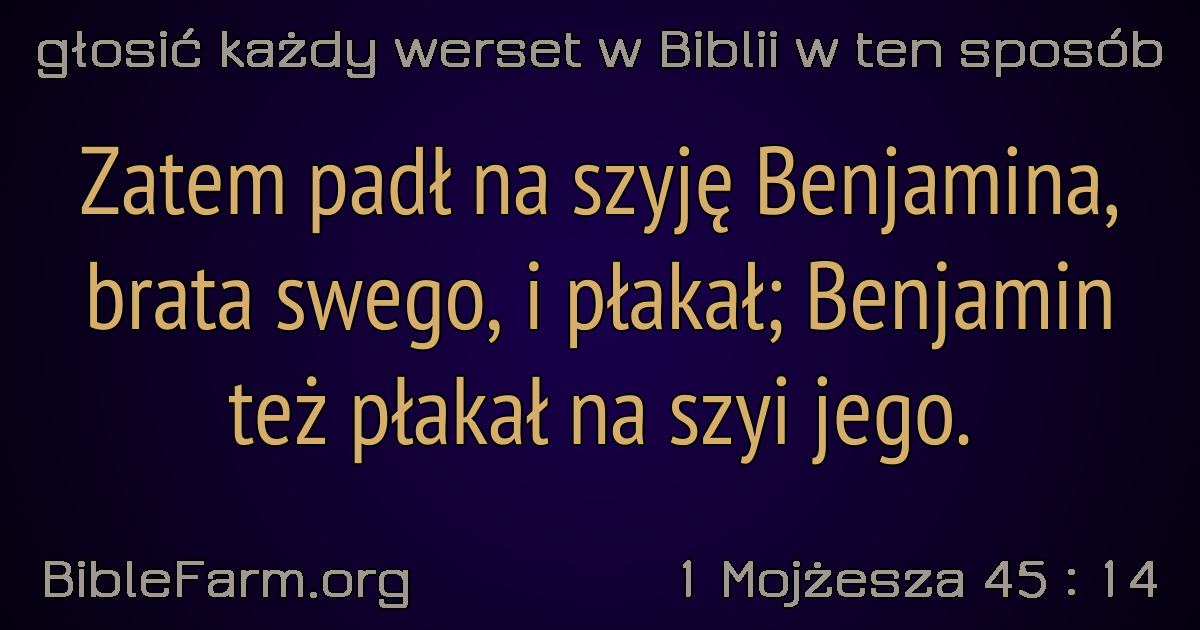 głosić każdy werset w Biblii w ten sposób
Zatem padł na szyję Benjamina,
brata swego, i płakał; Benjamin
też płakał na szyi jego.
BibleFarm.org
1 Mojżesza 45 : 14